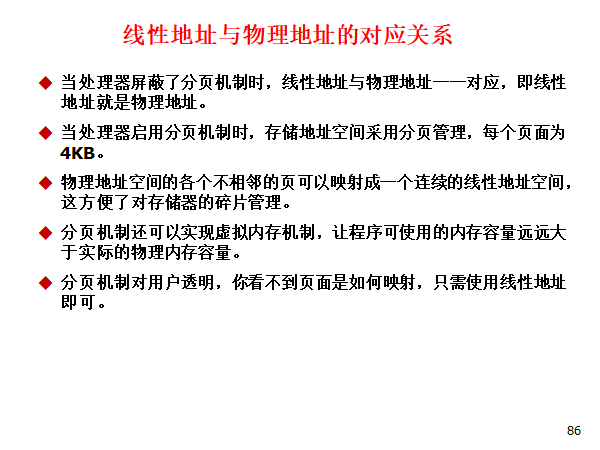 线性地址与物理地址的对应关系
当处理器屏蔽了分页机制时，线性地址与物理地址一一对应，即线性
地址就是物理地址。
当处理器启用分页机制时，存储地址空间采用分页管理，每个页面为
4KB。
物理地址空间的各个不相邻的页可以映射成一个连续的线性地址空间，
这方便了对存储器的碎片管理。
分页机制还可以实现虚拟内存机制，让程序可使用的内存容量远远大
于实际的物理内存容量。
分页机制对用户透明，你看不到页面是如何映射，只需使用线性地址
即可。
86